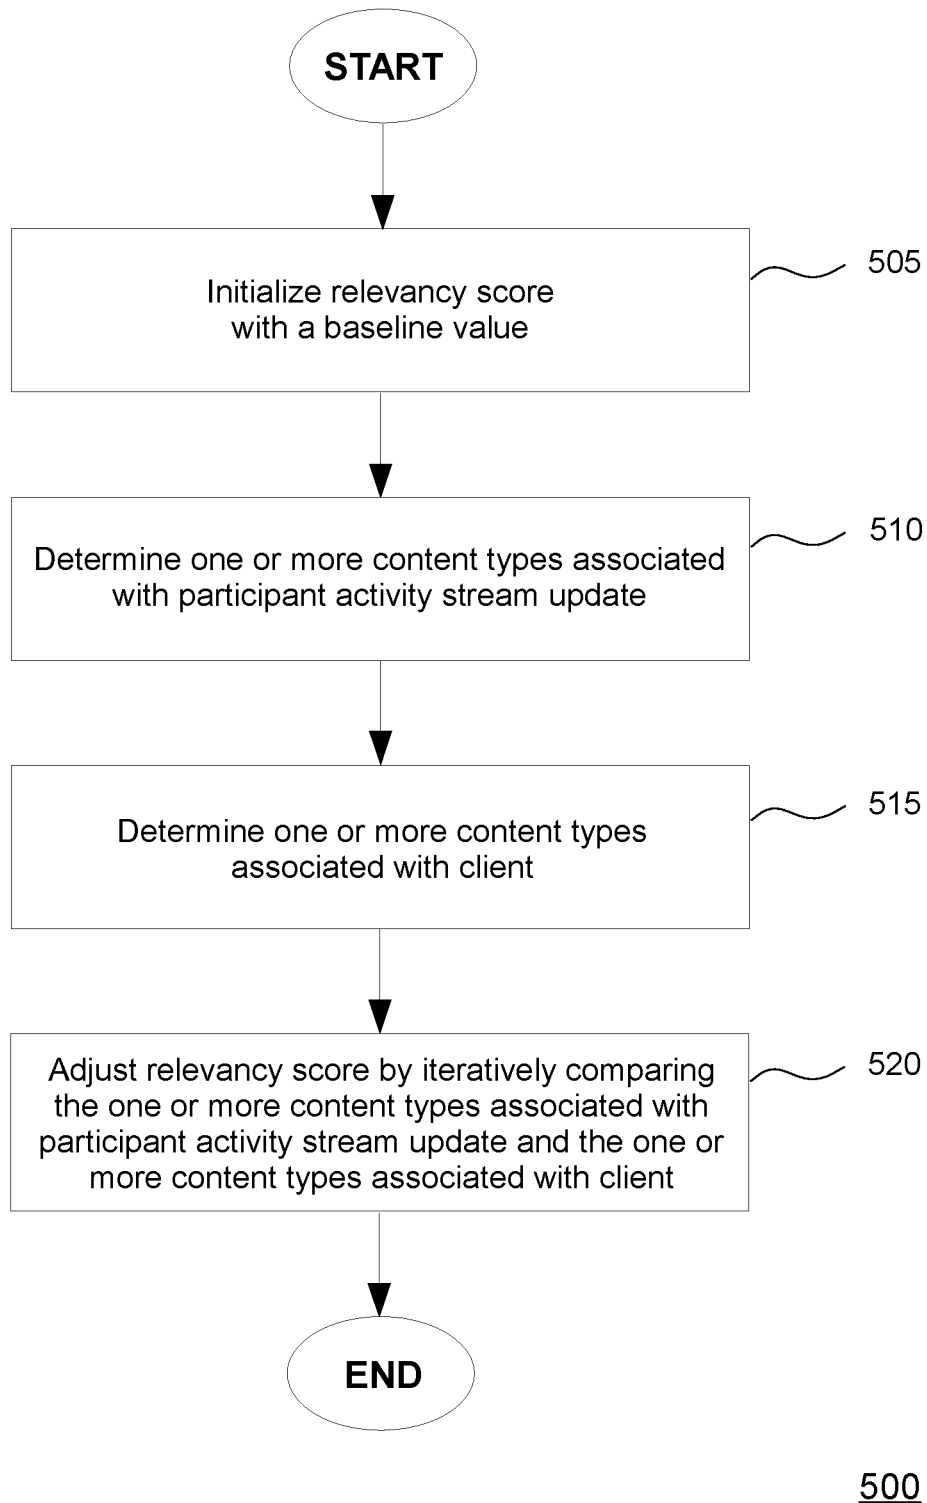 START
505
Initialize relevancy score
with a baseline value
510
Determine one or more content types associated
with participant activity stream update
515
Determine one or more content types
associated with client
520
Adjust relevancy score by iteratively comparing
the one or more content types associated with
participant activity stream update and the one or
more content types associated with client
END
500